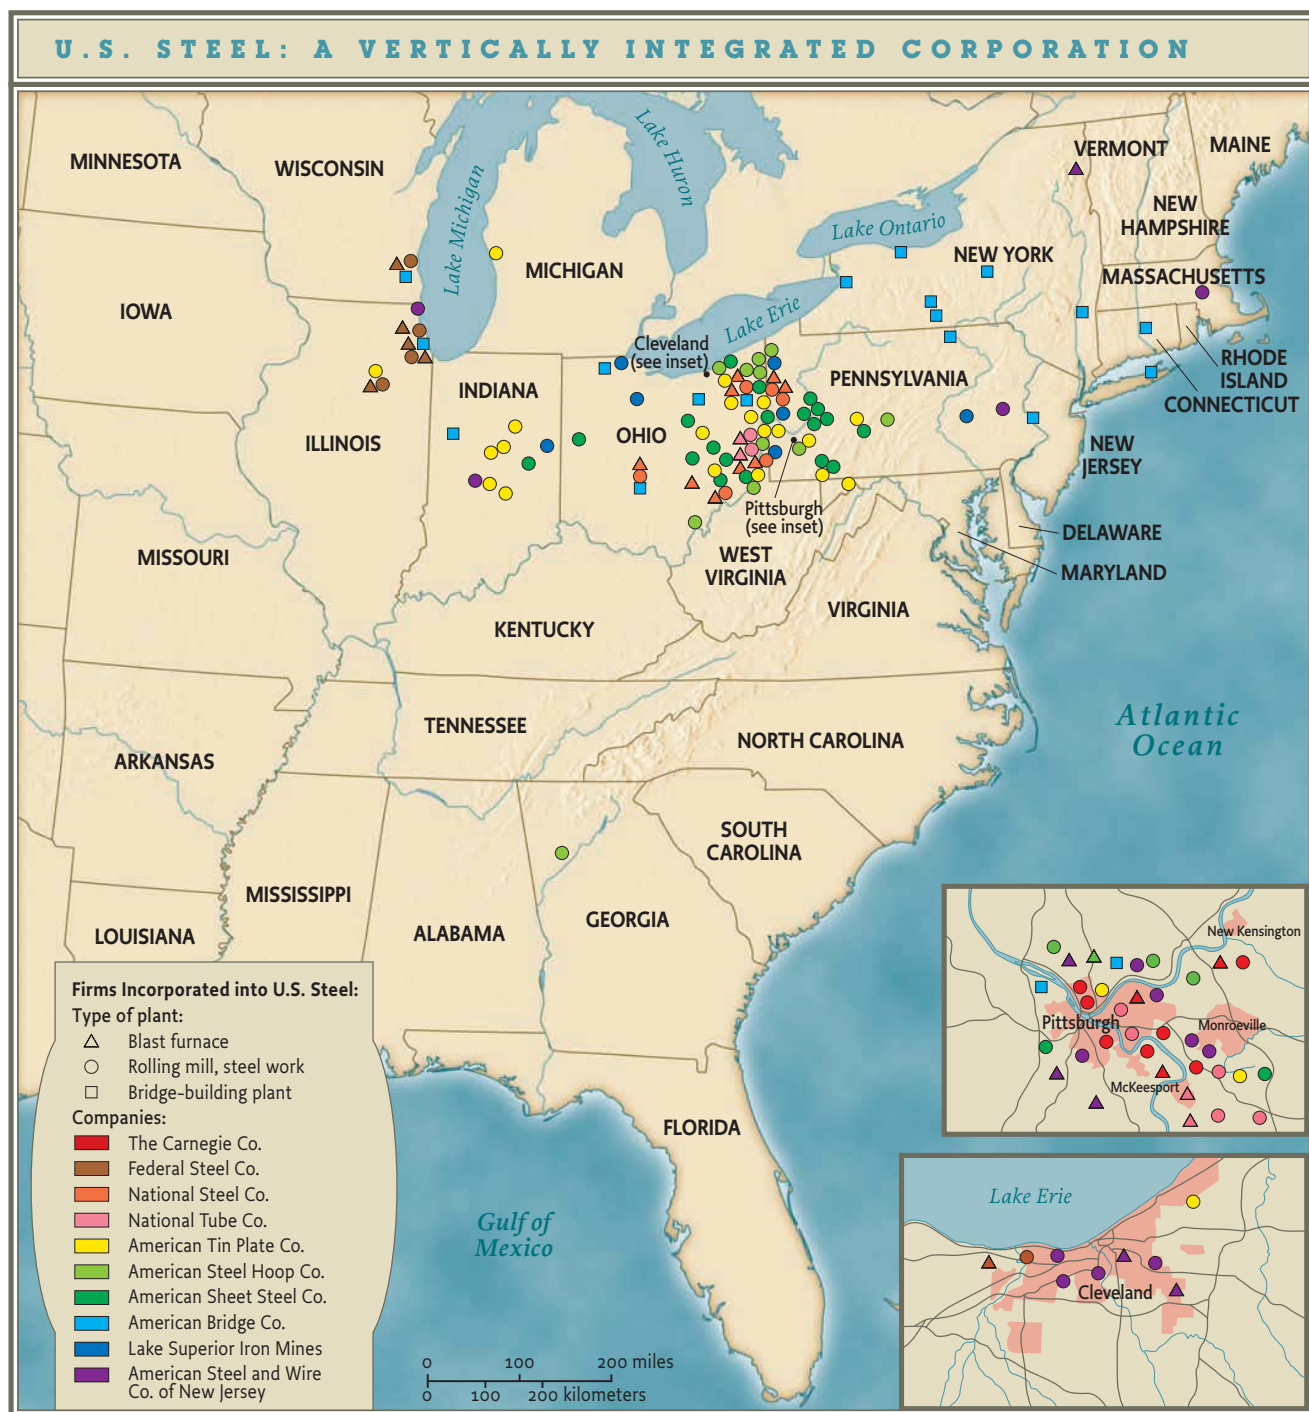 U.S. STEEL: A VERTICALLY INTEGRATED CORPORATION
MINNESOTA
WISCONSIN
Lake Michigan
Lake Huron
MICHIGAN
Lake Ontario
NEW YORK
VERMONT
MAINE
NEW
HAMPSHIRE
MASSACHUSETTS
IOWA
Lake Erie
Cleveland
(see inset)
RHODE
ISLAND
CONNECTICUT
PENNSYLVANIA
INDIANA
ILLINOIS
OHIO
NEW
JERSEY
Pittsburgh
(see inset)
DELAWARE
MARYLAND
MISSOURI
WEST
VIRGINIA
VIRGINIA
KENTUCKY
TENNESSEE
NORTH CAROLINA
Atlantic
Ocean
ARKANSAS
SOUTH
CAROLINA
MISSISSIPPI
ALABAMA
GEORGIA
LOUISIANA
FLORIDA
Gulf of
Mexico
Firms Incorporated into U.S. Steel:
Type of plant:
Blast furnace
Rolling mill, steel work
Bridge-building plant
Companies:
The Carnegie Co.
Federal Steel Co.
National Steel Co.
National Tube Co.
American Tin Plate Co.
American Steel Hoop Co.
American Sheet Steel Co.
American Bridge Co.
Lake Superior Iron Mines
American Steel and Wire
Co. of New Jersey
0 100 200 miles
0 100 200 kilometers
New Kensington
Pittsburgh
Monroeville
McKeesport
Lake Erie
Cleveland